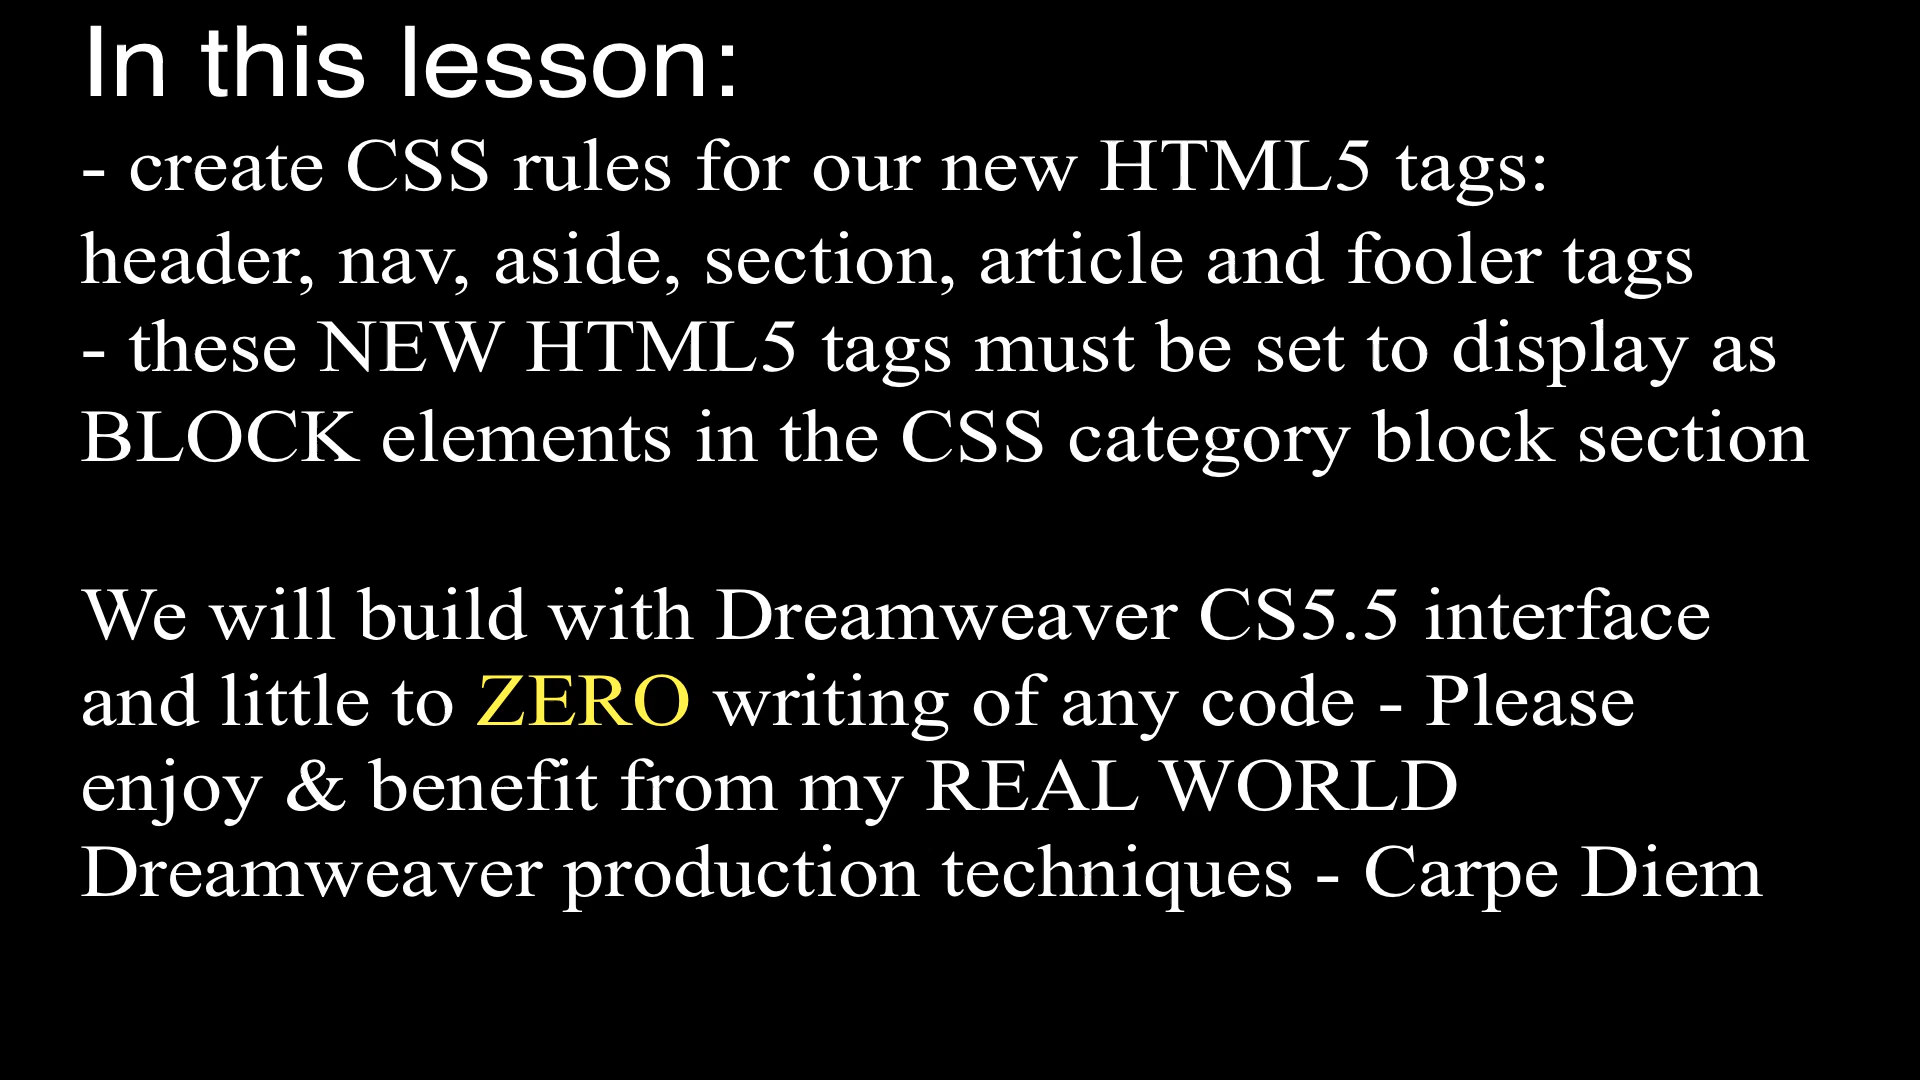 In this lesson:
- create CSS rules for our new HTML5 tags:
header, nav, aside, section, article and fooler tags
- these NEW HTML5 tags must be set to display as
BLOCK elements in the CSS category block section
We will build with Dreamweaver CS5.5 interface
and little to ZERO writing of any code - Please
enjoy & benefit from my REAL WORLD
Dreamweaver production techniques - Carpe Diem